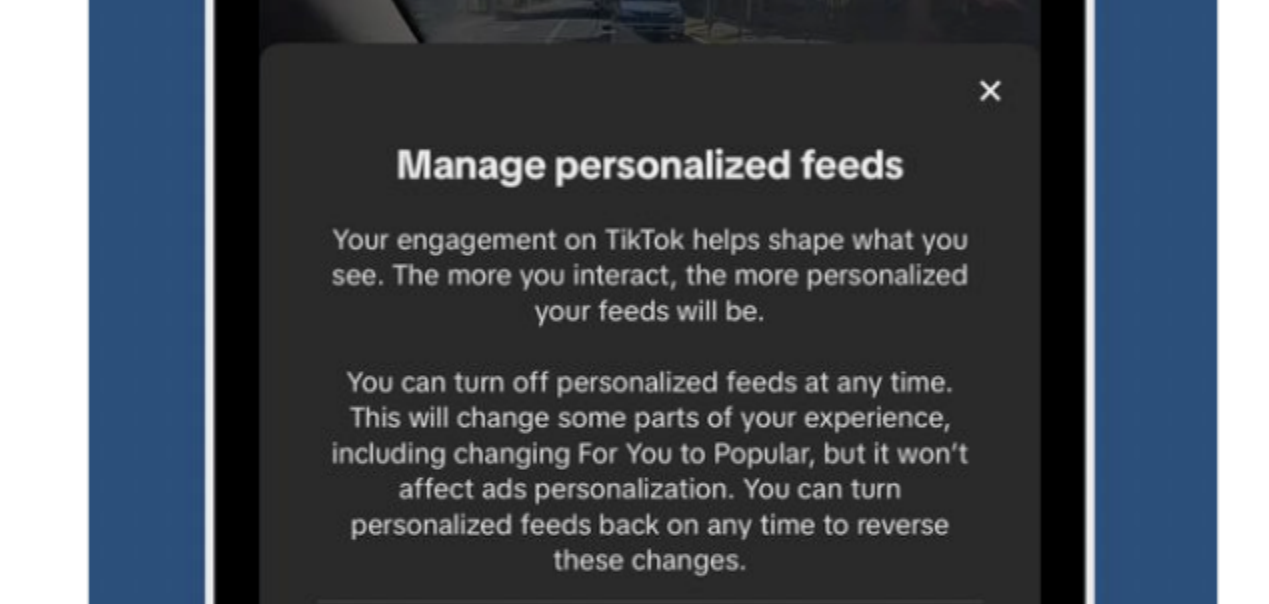 Manage personalized feeds
Your engagement on TikTok helps shape what you
see. The more you interact, the more personalized
your feeds will be.
You can turn off personalized feeds at any time.
This will change some parts of your experience,
including changing For You to Popular, but it won’t
affect ads personalization. You can turn
personalized feeds back on any time to reverse
these changes.